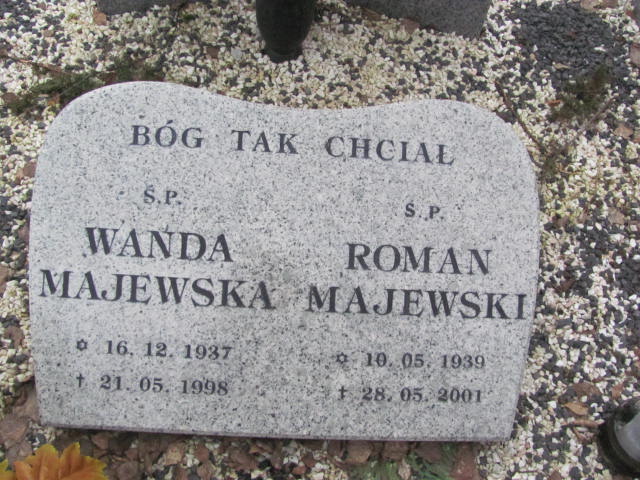 BÓG TAK CHCIAŁ
Ś.P.
WANDA
MAJEWSKA
✡ 16.12.1937
† 21.05.1998
Ś.P.
ROMAN
MAJEWSKI
✡ 10.05.1939
† 28.05.2001